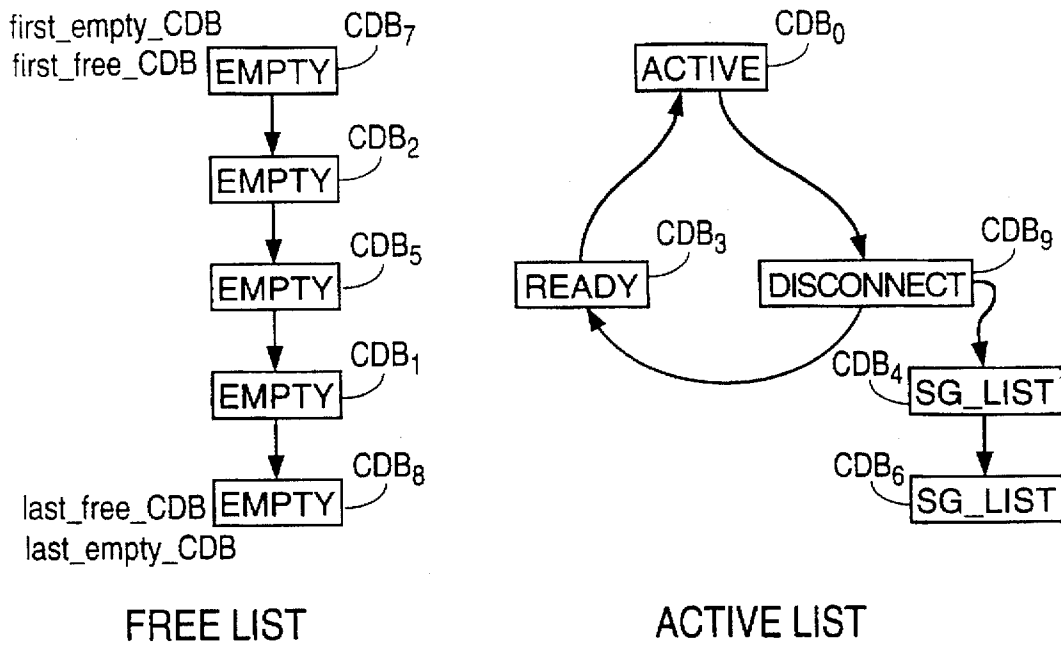 first_empty_CDB
first_free_CDB
CDB7
EMPTY
CDB2
EMPTY
CDB5
EMPTY
CDB1
EMPTY
CDB8
EMPTY
last_free_CDB
last_empty_CDB
FREE LIST
CDB0
ACTIVE
CDB3
READY
CDB9
DISCONNECT
CDB4
SG_LIST
CDB6
SG_LIST
ACTIVE LIST